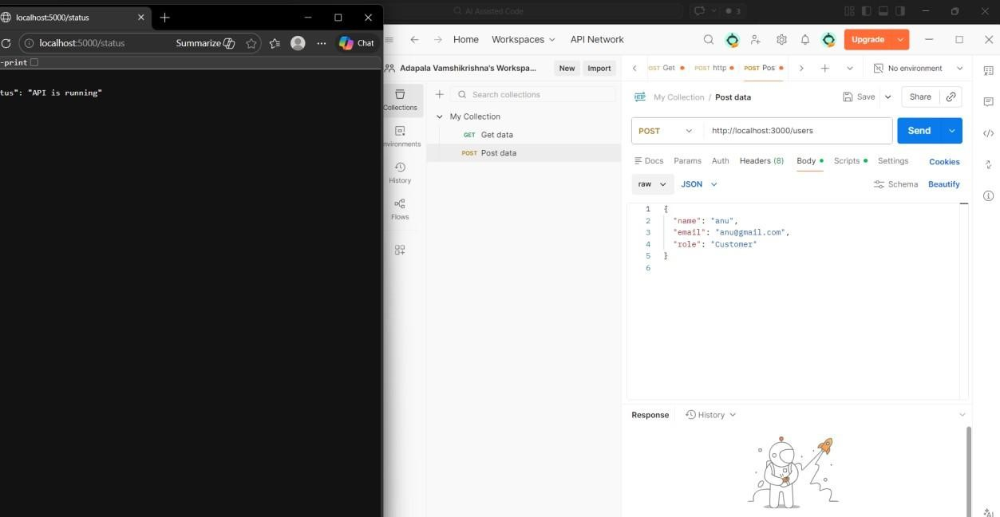 localhost:5000/status
localhost:5000/status
Summarize
Chat
-print
tus": "API is running"
AI Assisted Code
3
Home
Workspaces
API Network
Upgrade
Adapala Vamshikrishna's Workspa...
New
Import
OST Get
POST http
POST Pos
No environment
Collections
nvironments
History
Flows
Search collections
My Collection
GET Get data
POST Post data
HTTP My Collection / Post data
Save
Share
POST
http://localhost:3000/users
Send
Docs
Params
Auth
Headers (8)
Body
Scripts
Settings
Cookies
raw
JSON
Schema
Beautify
1 {
2 "name": "anu",
3 "email": "anu@gmail.com",
4 "role": "Customer"
5 }
6
Response
History
AI